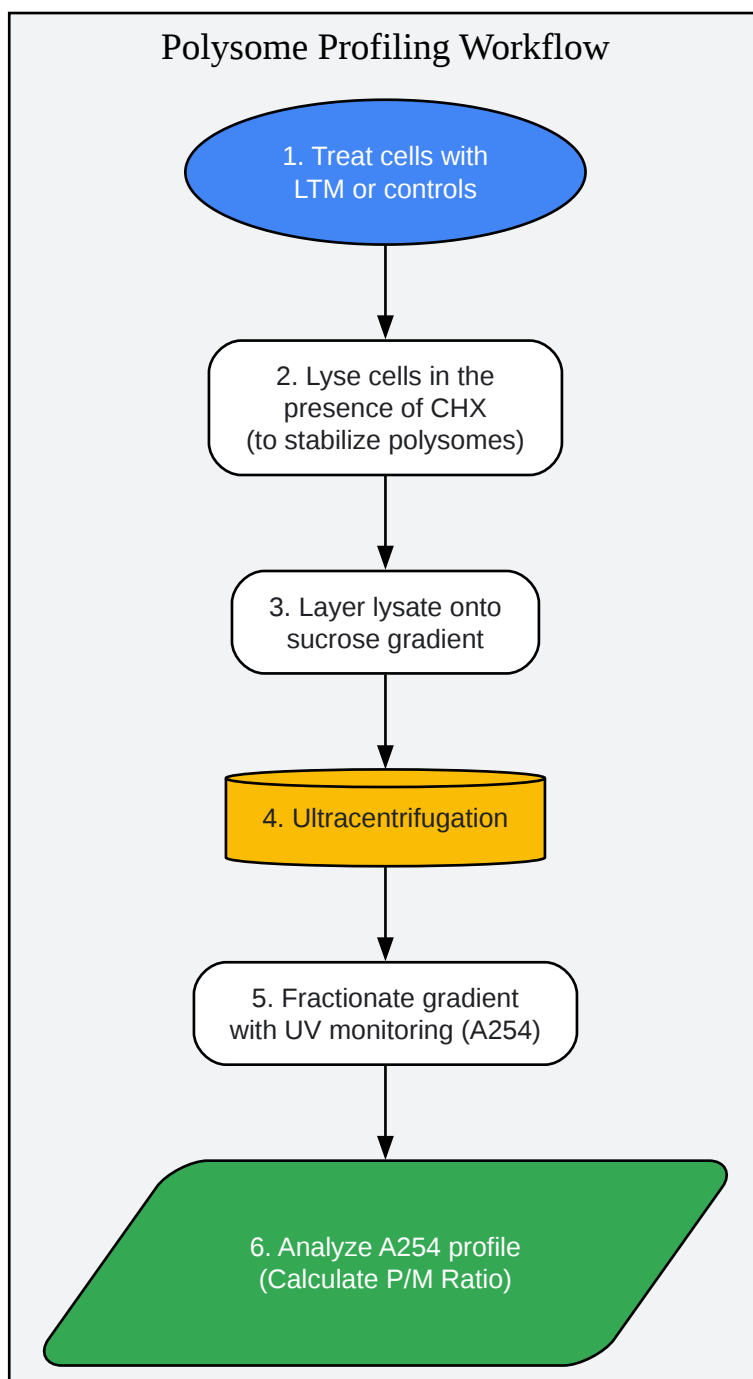 Polysome Profiling Workflow
1. Treat cells with
LTM or controls
2. Lyse cells in the
presence of CHX
(to stabilize polysomes)
3. Layer lysate onto
sucrose gradient
4. Ultracentrifugation
5. Fractionate gradient
with UV monitoring (A254)
6. Analyze A254 profile
(Calculate P/M Ratio)